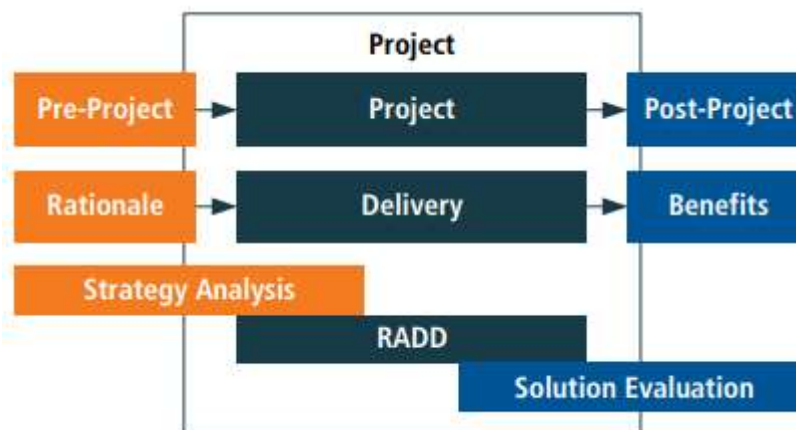 Project
Pre-Project Project Post-Project
Rationale Delivery Benefits
Strategy Analysis
RADD
Solution Evaluation